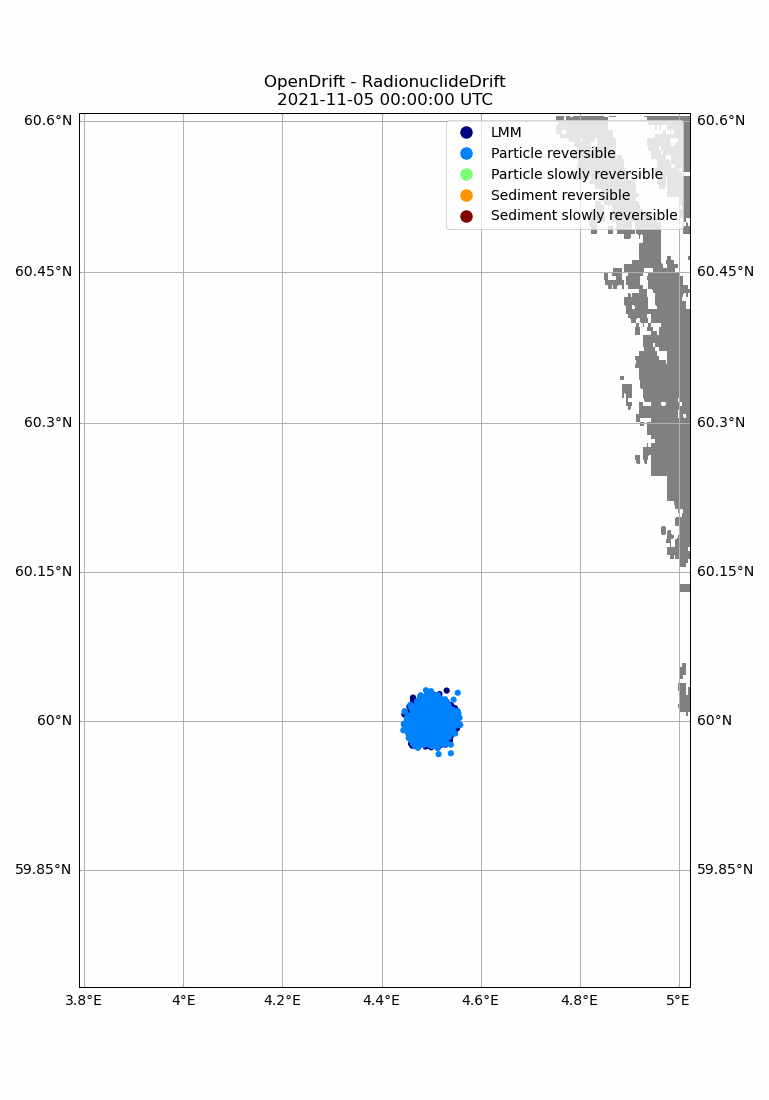 OpenDrift - RadionuclideDrift
2021-11-05 00:00:00 UTC
60.6°N
60.6°N
LMM
Particle reversible
Particle slowly reversible
Sediment reversible
Sediment slowly reversible
60.45°N
60.45°N
60.3°N
60.3°N
60.15°N
60.15°N
60°N
60°N
59.85°N
59.85°N
3.8°E 4°E 4.2°E 4.4°E 4.6°E 4.8°E 5°E